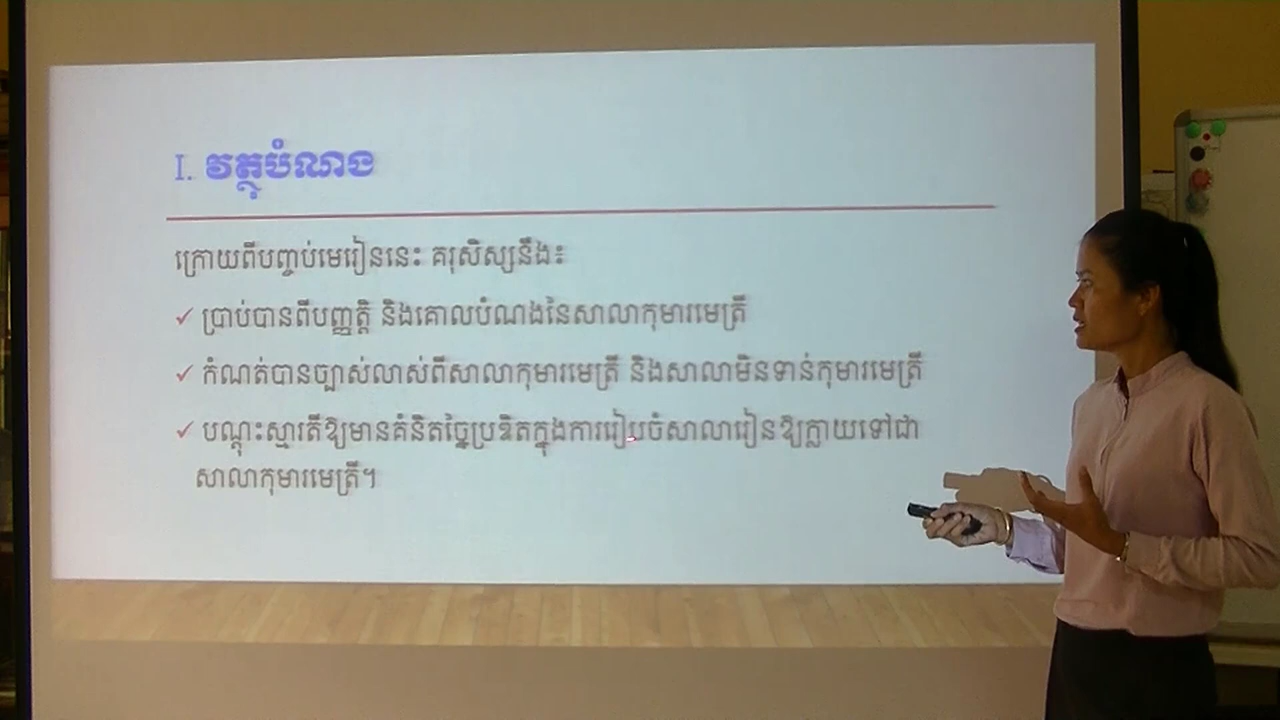 I. វត្ថុបំណង
ក្រោយពីបញ្ចប់មេរៀននេះ គរុសិស្សនឹង៖
✓ ប្រាប់បានពីបញ្ញត្តិ និងគោលបំណងនៃសាលាកុមារមេត្រី
✓ កំណត់បានច្បាស់លាស់ពីសាលាកុមារមេត្រី និងសាលាមិនទាន់កុមារមេត្រី
✓ បណ្តុះស្មារតីឱ្យមានគំនិតច្នៃប្រឌិតក្នុងការរៀបចំសាលារៀនឱ្យក្លាយទៅជា
សាលាកុមារមេត្រី។